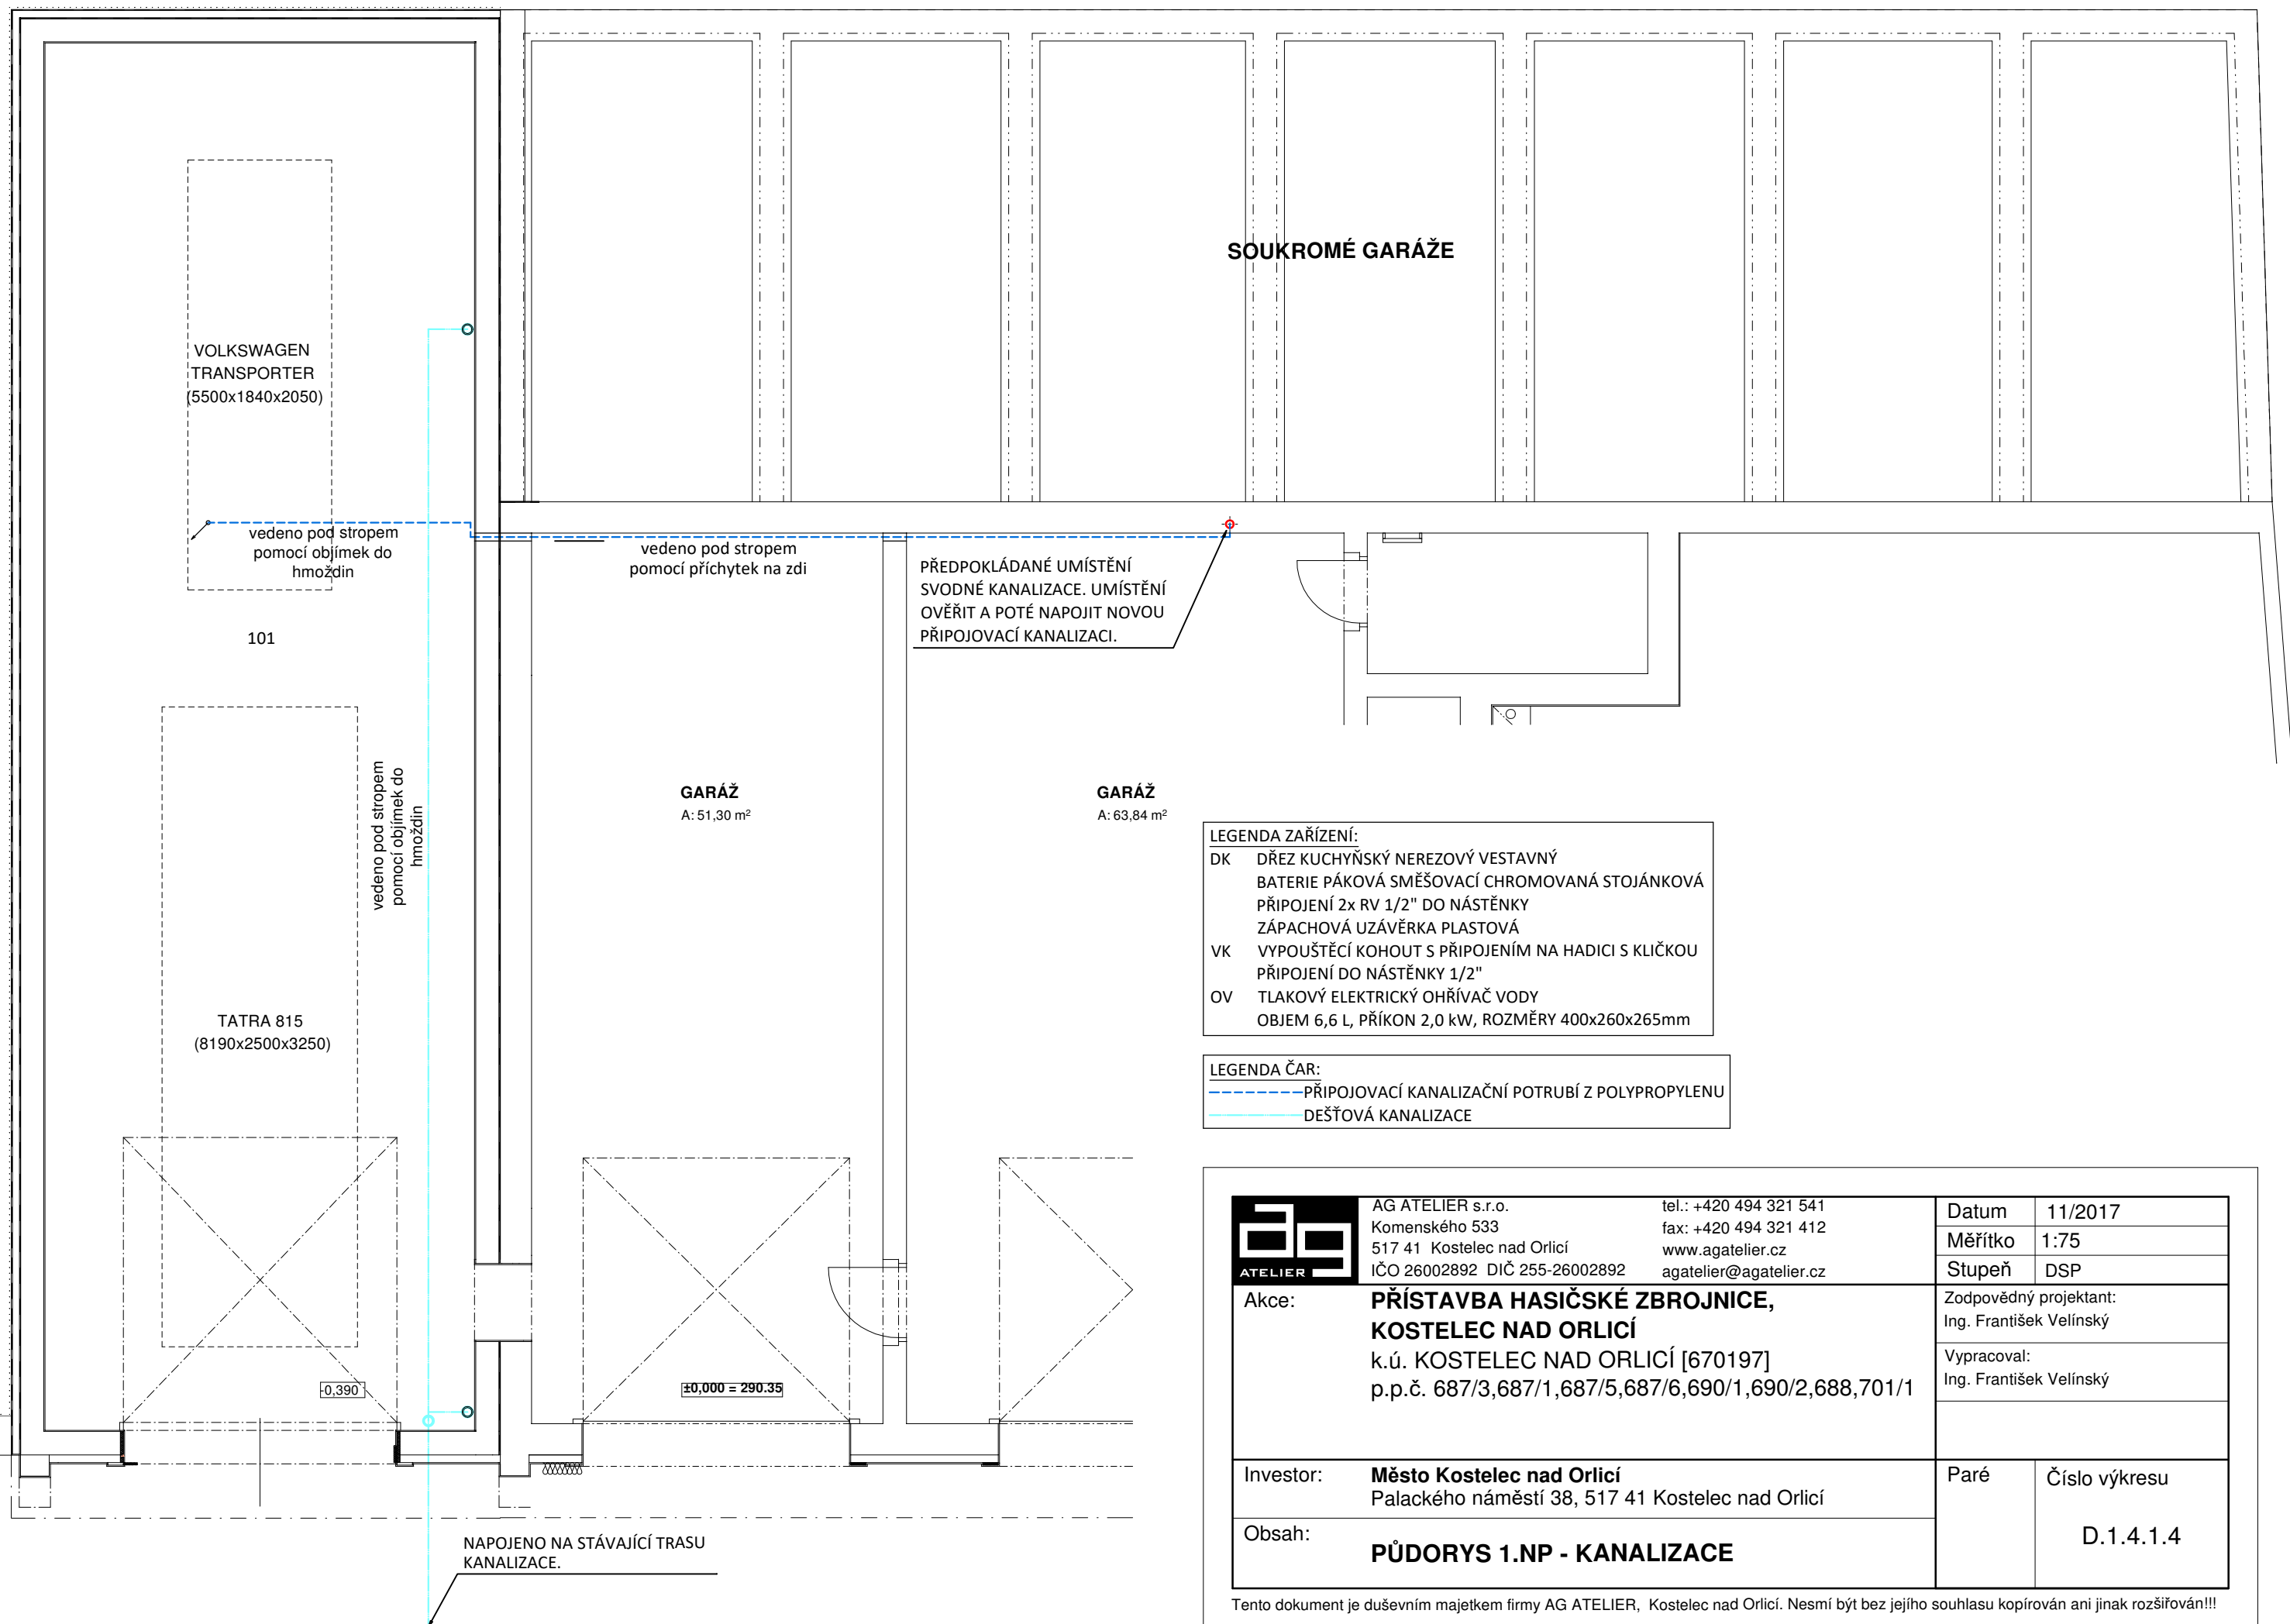 SOUKROMÉ GARÁŽE
VOLKSWAGEN
TRANSPORTER
(5500x1840x2050)
vedeno pod stropem
pomocí objímek do
hmoždin
vedeno pod stropem
pomocí příchytek na zdi
PŘEDPOKLÁDANÉ UMÍSTĚNÍ
SVODNÉ KANALIZACE. UMÍSTĚNÍ
OVĚŘIT A POTÉ NAPOJIT NOVOU
PŘIPOJOVACÍ KANALIZACI.
101
vedeno pod stropem
pomocí objímek do
hmoždin
GARÁŽ
A: 51,30 m²
GARÁŽ
A: 63,84 m²
TATRA 815
(8190x2500x3250)
-0,390
±0,000 = 290.35
NAPOJENO NA STÁVAJÍCÍ TRASU
KANALIZACE.
LEGENDA ZAŘÍZENÍ:
DK DŘEZ KUCHYŇSKÝ NEREZOVÝ VESTAVNÝ
BATERIE PÁKOVÁ SMĚŠOVACÍ CHROMOVANÁ STOJÁNKOVÁ
PŘIPOJENÍ 2x RV 1/2" DO NÁSTĚNKY
ZÁPACHOVÁ UZÁVĚRKA PLASTOVÁ
VK VYPOUŠTĚCÍ KOHOUT S PŘIPOJENÍM NA HADICI S KLIČKOU
PŘIPOJENÍ DO NÁSTĚNKY 1/2"
OV TLAKOVÝ ELEKTRICKÝ OHŘÍVAČ VODY
OBJEM 6,6 L, PŘÍKON 2,0 kW, ROZMĚRY 400x260x265mm
LEGENDA ČAR:
PŘIPOJOVACÍ KANALIZAČNÍ POTRUBÍ Z POLYPROPYLENU
DEŠŤOVÁ KANALIZACE
ag
ATELIER
AG ATELIER s.r.o.
Komenského 533
517 41 Kostelec nad Orlicí
IČO 26002892 DIČ 255-26002892
tel.: +420 494 321 541
fax: +420 494 321 412
www.agatelier.cz
agatelier@agatelier.cz
Datum 11/2017
Měřítko 1:75
Stupeň DSP
Akce: PŘÍSTAVBA HASIČSKÉ ZBROJNICE,
KOSTELEC NAD ORLICÍ
k.ú. KOSTELEC NAD ORLICÍ [670197]
p.p.č. 687/3,687/1,687/5,687/6,690/1,690/2,688,701/1
Zodpovědný projektant:
Ing. František Velínský
Vypracoval:
Ing. František Velínský
Investor: Město Kostelec nad Orlicí
Palackého náměstí 38, 517 41 Kostelec nad Orlicí
Paré
Číslo výkresu
D.1.4.1.4
Obsah: PŮDORYS 1.NP - KANALIZACE
Tento dokument je duševním majetkem firmy AG ATELIER, Kostelec nad Orlicí. Nesmí být bez jejího souhlasu kopírován ani jinak rozšiřován!!!